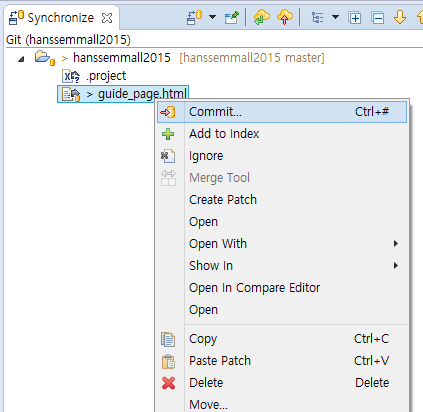 Synchronize
Git (hanssemmall2015)
> hanssemmall2015 [hanssemmall2015 master]
.project
> guide_page.html
Commit... Ctrl+#
Add to Index
Ignore
Merge Tool
Create Patch
Open
Open With
Show In
Open In Compare Editor
Open
Copy Ctrl+C
Paste Patch Ctrl+V
Delete Delete
Move...